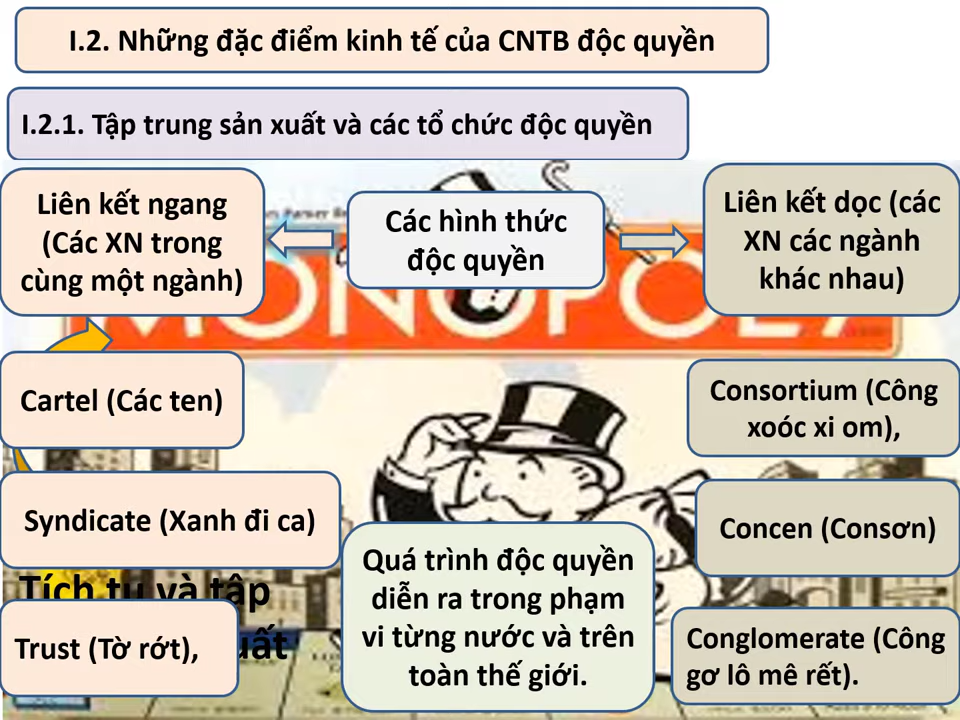 I.2. Những đặc điểm kinh tế của CNTB độc quyền
I.2.1. Tập trung sản xuất và các tổ chức độc quyền
Liên kết ngang
(Các XN trong
cùng một ngành)
Các hình thức
độc quyền
Liên kết dọc (các
XN các ngành
khác nhau)
MONOPOLY
Cartel (Các ten)
Consortium (Công
xoóc xi om),
Syndicate (Xanh đi ca)
Concen (Consơn)
Tích tụ và tập
uất
Trust (Tờ rớt),
Quá trình độc quyền
diễn ra trong phạm
vi từng nước và trên
toàn thế giới.
Conglomerate (Công
gơ lô mê rết).